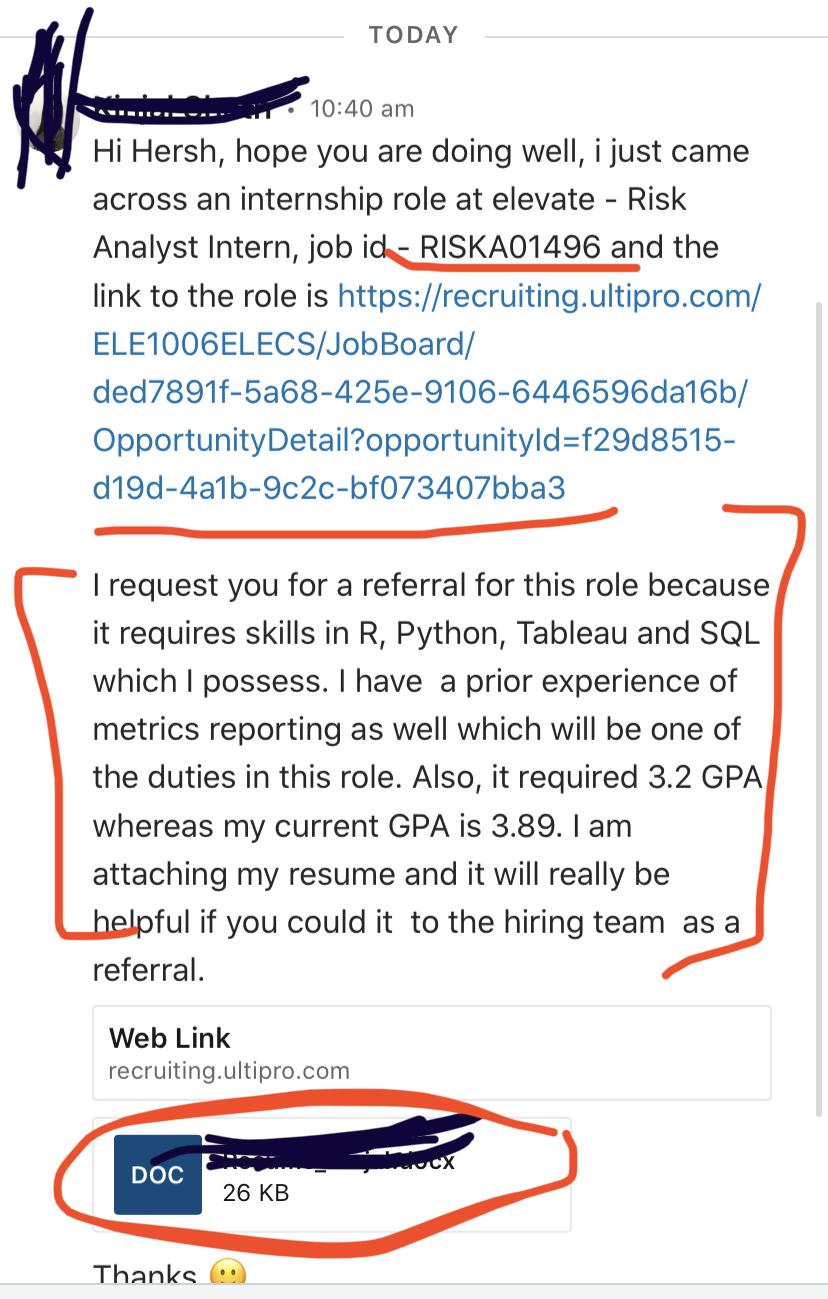 TODAY
• 10:40 am
Hi Hersh, hope you are doing well, i just came
across an internship role at elevate - Risk
Analyst Intern, job id - RISKA01496 and the
link to the role is https://recruiting.ultipro.com/
ELE1006ELECS/JobBoard/
ded7891f-5a68-425e-9106-6446596da16b/
OpportunityDetail?opportunityId=f29d8515-
d19d-4a1b-9c2c-bf073407bba3
I request you for a referral for this role because
it requires skills in R, Python, Tableau and SQL
which I possess. I have  a prior experience of
metrics reporting as well which will be one of
the duties in this role. Also, it required 3.2 GPA
whereas my current GPA is 3.89. I am
attaching my resume and it will really be
helpful if you could it  to the hiring team  as a
referral.
Web Link
recruiting.ultipro.com
DOC
26 KB
Thanks 🙂